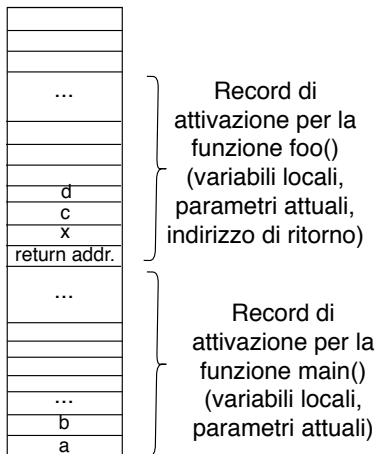 ...
d
c
x
return addr.
...
...
b
a
Record di
attivazione per la
funzione foo()
(variabili locali,
parametri attuali,
indirizzo di ritorno)
Record di
attivazione per la
funzione main()
(variabili locali,
parametri attuali)